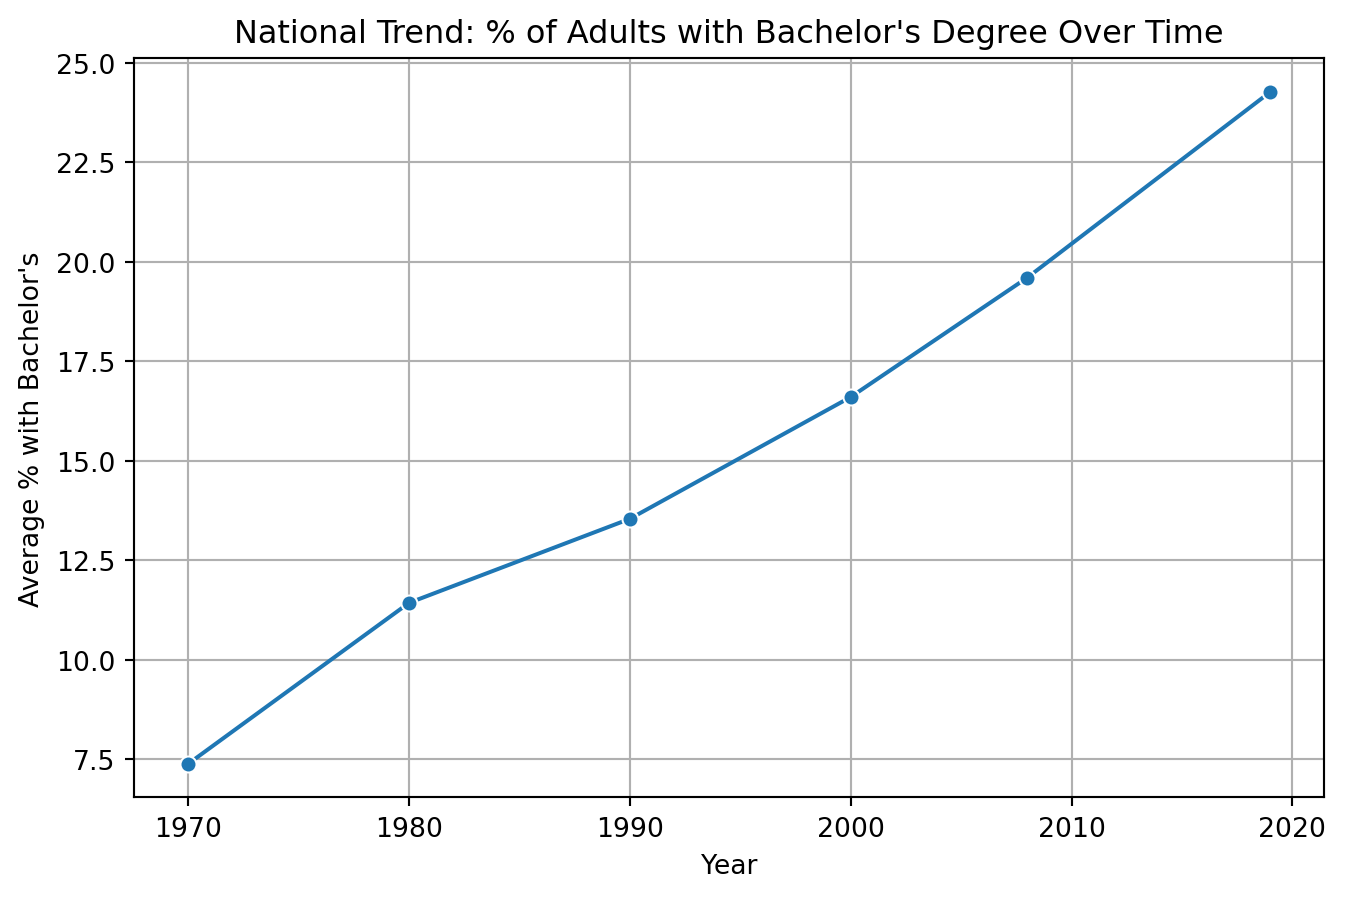 National Trend: % of Adults with Bachelor's Degree Over Time
Average % with Bachelor's
25.0
22.5
20.0
17.5
15.0
12.5
10.0
7.5
1970 1980 1990 2000 2010 2020
Year